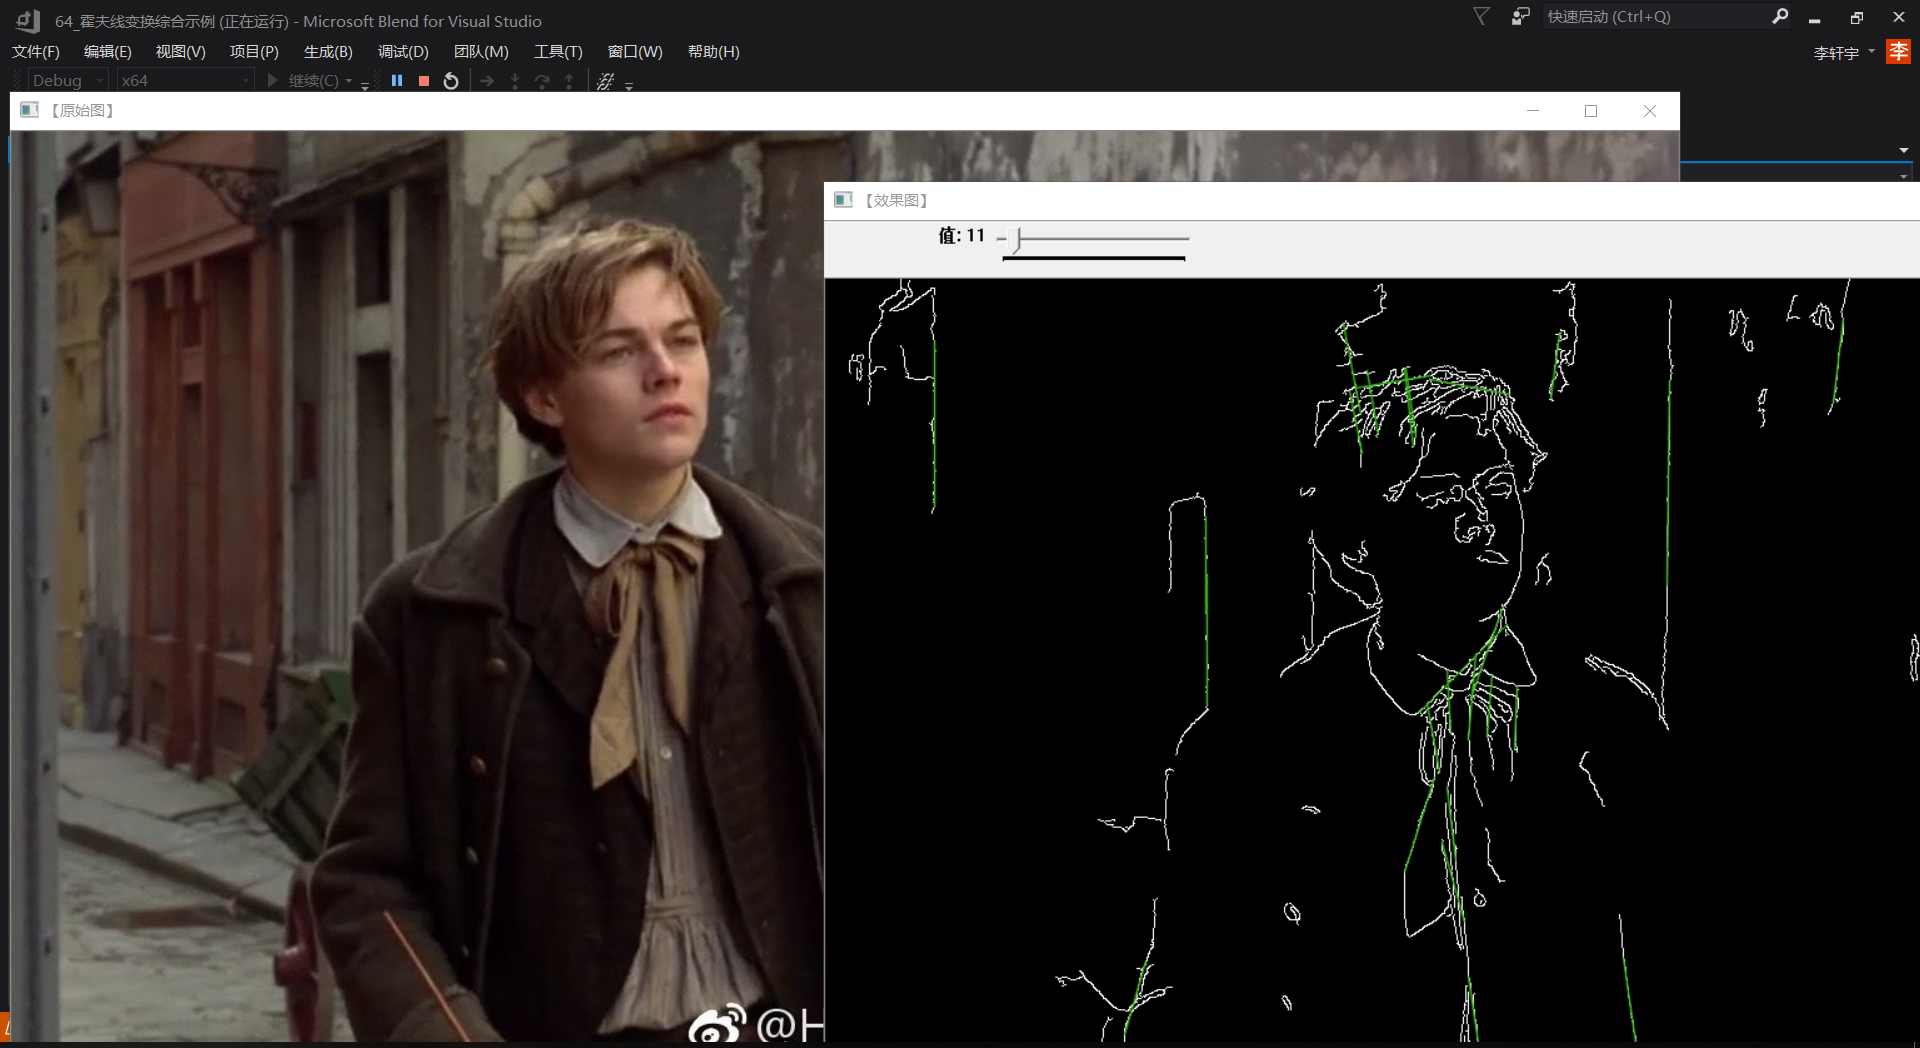 64_霍夫线变换综合示例 (正在运行) - Microsoft Blend for Visual Studio
快速启动 (Ctrl+Q)
文件(F) 编辑(E) 视图(V) 项目(P) 生成(B) 调试(D) 团队(M) 工具(T) 窗口(W) 帮助(H)
李轩宇 李
Debug x64 继续(C)
【原始图】
【效果图】
值: 11
@H